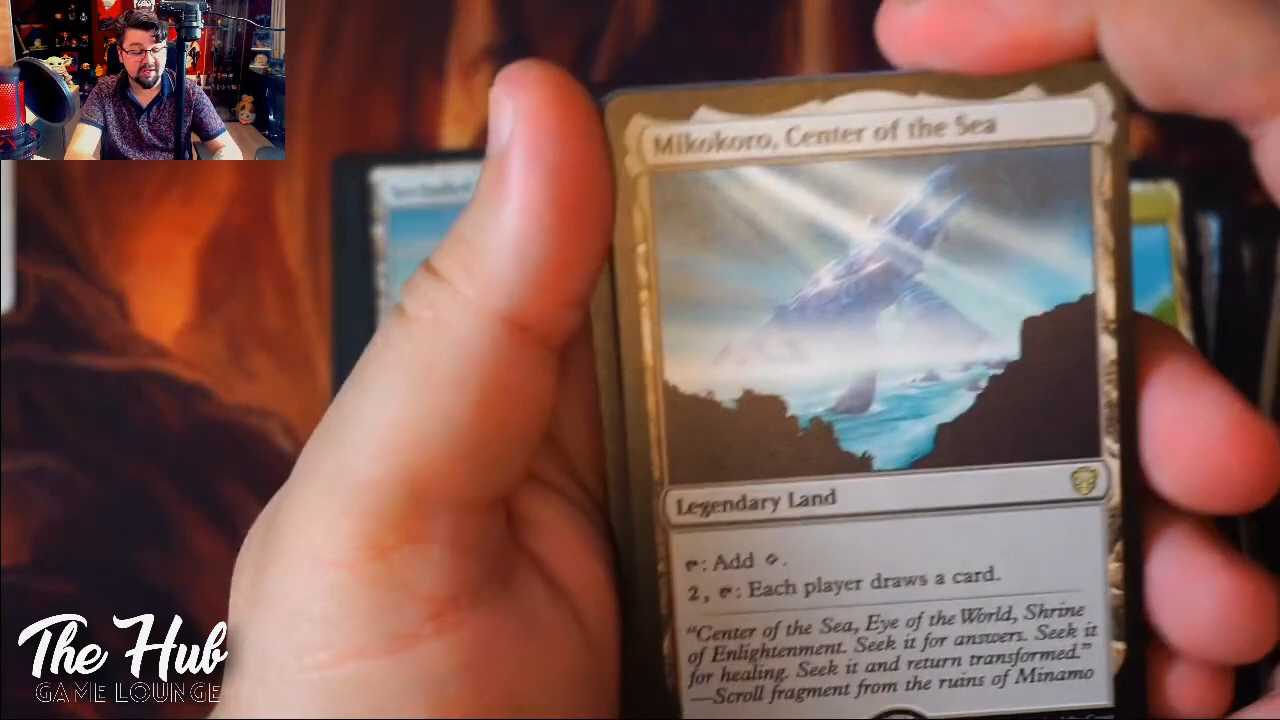 Mikokoro, Center of the Sea
Legendary Land
: Add .
2, : Each player draws a card.
"Center of the Sea, Eye of the World, Shrine
of Enlightenment. Seek it for answers. Seek it
for healing. Seek it and return transformed."
—Scroll fragment from the ruins of Minamo
The Hub
GAME LOUNGE